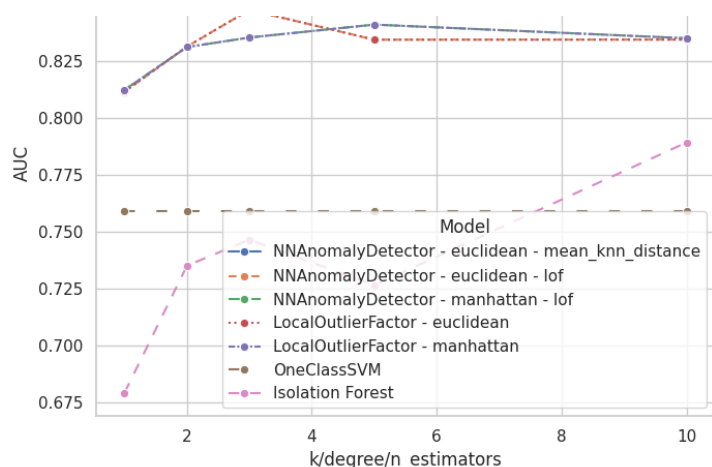 0.825
0.800
0.775
0.750
0.725
0.700
0.675
AUC
Model
NNAnomalyDetector - euclidean - mean_knn_distance
NNAnomalyDetector - euclidean - lof
NNAnomalyDetector - manhattan - lof
LocalOutlierFactor - euclidean
LocalOutlierFactor - manhattan
OneClassSVM
Isolation Forest
2 4 6 8 10
k/degree/n_estimators